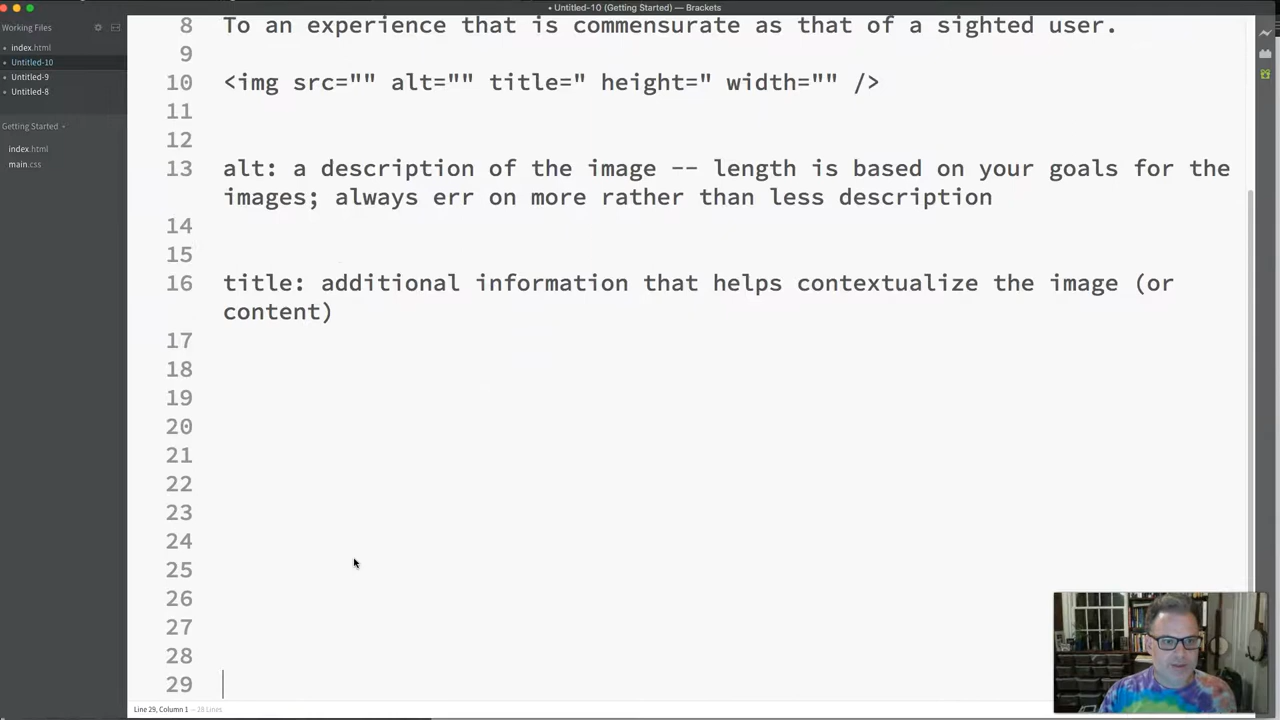 • Untitled-10 (Getting Started) — Brackets
Working Files
index.html
Untitled-10
Untitled-9
Untitled-8
Getting Started
index.html
main.css
8 To an experience that is commensurate as that of a sighted user.
9
10 <img src="" alt="" title=" height=" width="" />
11
12
13 alt: a description of the image -- length is based on your goals for the
images; always err on more rather than less description
14
15
16 title: additional information that helps contextualize the image (or
content)
17
18
19
20
21
22
23
24
25
26
27
28
29
Line 29, Column 1 — 28 Lines